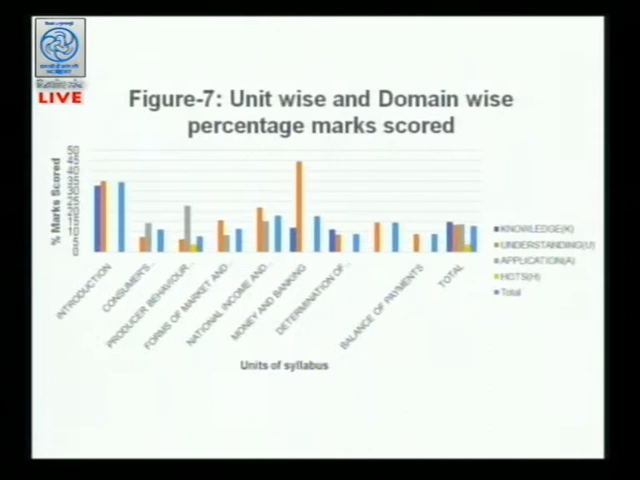 LIVE
Figure-7: Unit wise and Domain wise
percentage marks scored
% Marks Scored
INTRODUCTION
CONSUMER'S...
PRODUCER BEHAVIOUR...
FORMS OF MARKET AND...
NATIONAL INCOME AND...
MONEY AND BANKING
DETERMINATION OF...
BALANCE OF PAYMENTS
TOTAL
Units of syllabus
KNOWLEDGE(K)
UNDERSTANDING(U)
APPLICATION(A)
HOTS(H)
Total